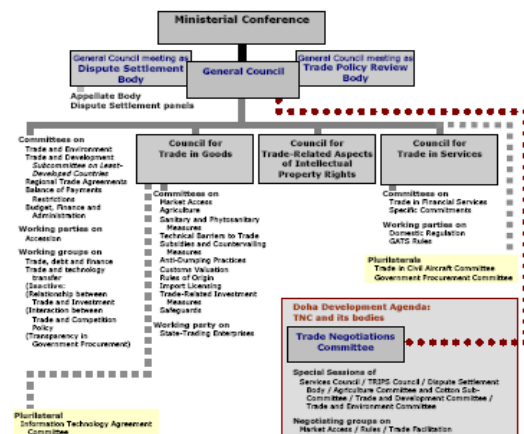 Ministerial Conference
General Council meeting as
Dispute Settlement
Body
General Council
General Council meeting as
Trade Policy Review
Body
Appellate Body
Dispute Settlement panels
Committees on
Trade and Environment
Trade and Development
Subcommittee on Least-
Developed Countries
Regional Trade Agreements
Balance of Payments
Restrictions
Budget, Finance and
Administration
Working parties on
Accession
Working groups on
Trade, debt and finance
Trade and technology
transfer
(Inactive:
(Relationship between
Trade and Investment
(Interaction between
Trade and Competition
Policy
(Transparency in
Government Procurement)
Plurilateral
Information Technology Agreement
Committee
Council for
Trade in Goods
Committees on
Market Access
Agriculture
Sanitary and Phytosanitary
Measures
Technical Barriers to Trade
Subsidies and Countervailing
Measures
Anti-Dumping Practices
Customs Valuation
Rules of Origin
Import Licensing
Trade-Related Investment
Measures
Safeguards
Working party on
State-Trading Enterprises
Council for
Trade-Related Aspects
of Intellectual
Property Rights
Council for
Trade in Services
Committees on
Trade in Financial Services
Specific Commitments
Working parties on
Domestic Regulation
GATS Rules
Plurilaterals
Trade in Civil Aircraft Committee
Government Procurement Committee
Doha Development Agenda:
TNC and its bodies
Trade Negotiations
Committee
Special Sessions of
Services Council / TRIPS Council / Dispute Settlement
Body / Agriculture Committee and Cotton Sub-
Committee / Trade and Development Committee /
Trade and Environment Committee
Negotiating groups on
Market Access / Rules / Trade Facilitation